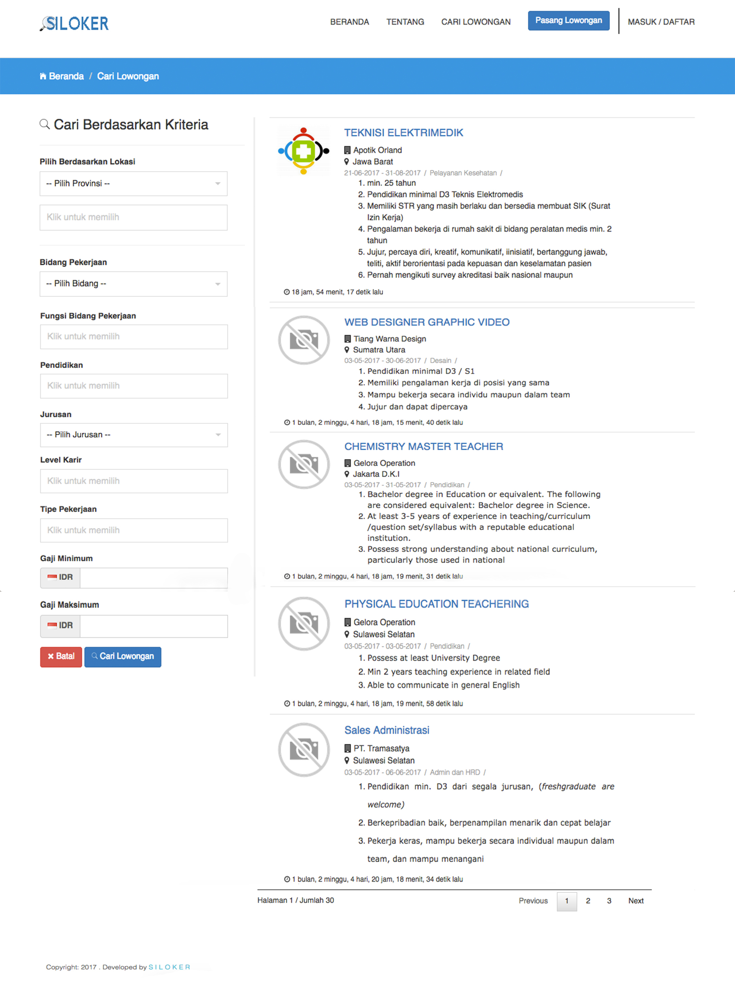 SILOKER
BERANDA
TENTANG
CARI LOWONGAN
Pasang Lowongan
MASUK / DAFTAR
Beranda / Cari Lowongan
Cari Berdasarkan Kriteria
Pilih Berdasarkan Lokasi
-- Pilih Provinsi --
Klik untuk memilih
Bidang Pekerjaan
-- Pilih Bidang --
Fungsi Bidang Pekerjaan
Klik untuk memilih
Pendidikan
Klik untuk memilih
Jurusan
-- Pilih Jurusan --
Level Karir
Klik untuk memilih
Tipe Pekerjaan
Klik untuk memilih
Gaji Minimum
IDR
Gaji Maksimum
IDR
Batal
Cari Lowongan
TEKNISI ELEKTRIMEDIK
Apotik Orland
Jawa Barat
21-06-2017 - 31-08-2017 / Pelayanan Kesehatan /
1. min. 25 tahun
2. Pendidikan minimal D3 Teknis Elektromedis
3. Memiliki STR yang masih berlaku dan bersedia membuat SIK (Surat
Izin Kerja)
4. Pengalaman bekerja di rumah sakit di bidang peralatan medis min. 2
tahun
5. Jujur, percaya diri, kreatif, komunikatif, iinisiatif, bertanggung jawab,
teliti, aktif berorientasi pada kepuasan dan keselamatan pasien
6. Pernah mengikuti survey akreditasi baik nasional maupun
18 jam, 54 menit, 17 detik lalu
WEB DESIGNER GRAPHIC VIDEO
Tiang Warna Design
Sumatra Utara
03-05-2017 - 30-06-2017 / Desain /
1. Pendidikan minimal D3 / S1
2. Memiliki pengalaman kerja di posisi yang sama
3. Mampu bekerja secara individu maupun dalam team
4. Jujur dan dapat dipercaya
1 bulan, 2 minggu, 4 hari, 18 jam, 15 menit, 40 detik lalu
CHEMISTRY MASTER TEACHER
Gelora Operation
Jakarta D.K.I
03-05-2017 - 31-05-2017 / Pendidikan /
1. Bachelor degree in Education or equivalent. The following
are considered equivalent: Bachelor degree in Science.
2. At least 3-5 years of experience in teaching/curriculum
/question set/syllabus with a reputable educational
institution.
3. Possess strong understanding about national curriculum,
particularly those used in national
1 bulan, 2 minggu, 4 hari, 18 jam, 19 menit, 31 detik lalu
PHYSICAL EDUCATION TEACHERING
Gelora Operation
Sulawesi Selatan
03-05-2017 - 03-05-2017 / Pendidikan /
1. Possess at least University Degree
2. Min 2 years teaching experience in related field
3. Able to communicate in general English
1 bulan, 2 minggu, 4 hari, 18 jam, 19 menit, 58 detik lalu
Sales Administrasi
PT. Tramasatya
Sulawesi Selatan
03-05-2017 - 06-06-2017 / Admin dan HRD /
1. Pendidikan min. D3 dari segala jurusan, (freshgraduate are
welcome)
2. Berkepribadian baik, berpenampilan menarik dan cepat belajar
3. Pekerja keras, mampu bekerja secara individual maupun dalam
team, dan mampu menangani
1 bulan, 2 minggu, 4 hari, 20 jam, 18 menit, 34 detik lalu
Halaman 1 / Jumlah 30
Previous 1 2 3 Next
Copyright: 2017 . Developed by SILOKER